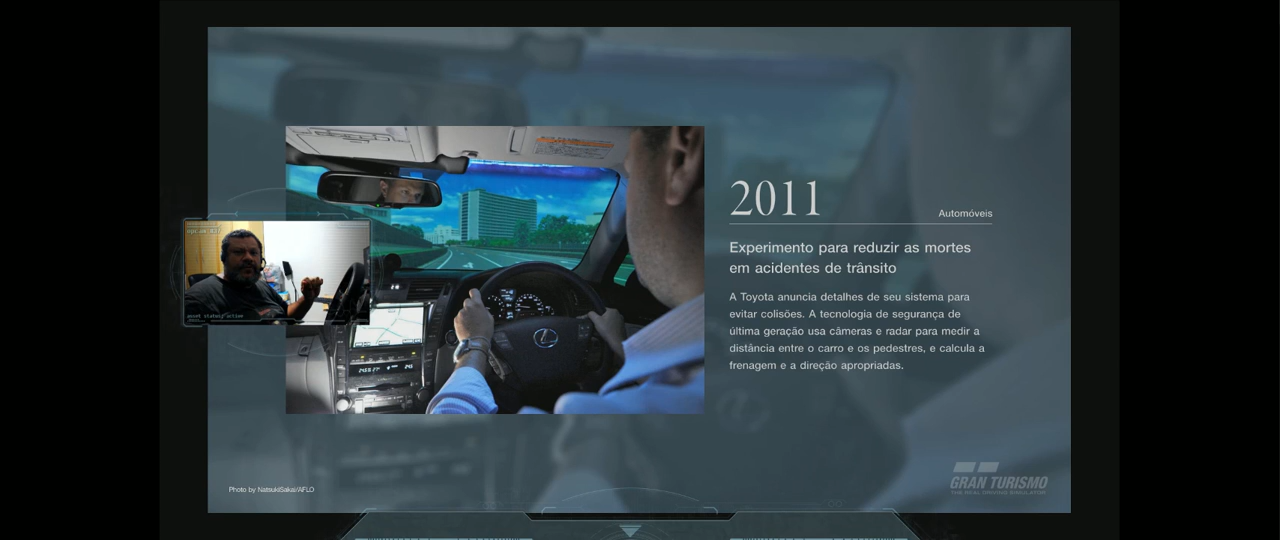 2011
Automóveis
Experimento para reduzir as mortes
em acidentes de trânsito
A Toyota anuncia detalhes de seu sistema para
evitar colisões. A tecnologia de segurança de
última geração usa câmeras e radar para medir a
distância entre o carro e os pedestres, e calcula a
frenagem e a direção apropriadas.
Photo by NatsukiSakai/AFLO
GRAN TURISMO
THE REAL DRIVING SIMULATOR